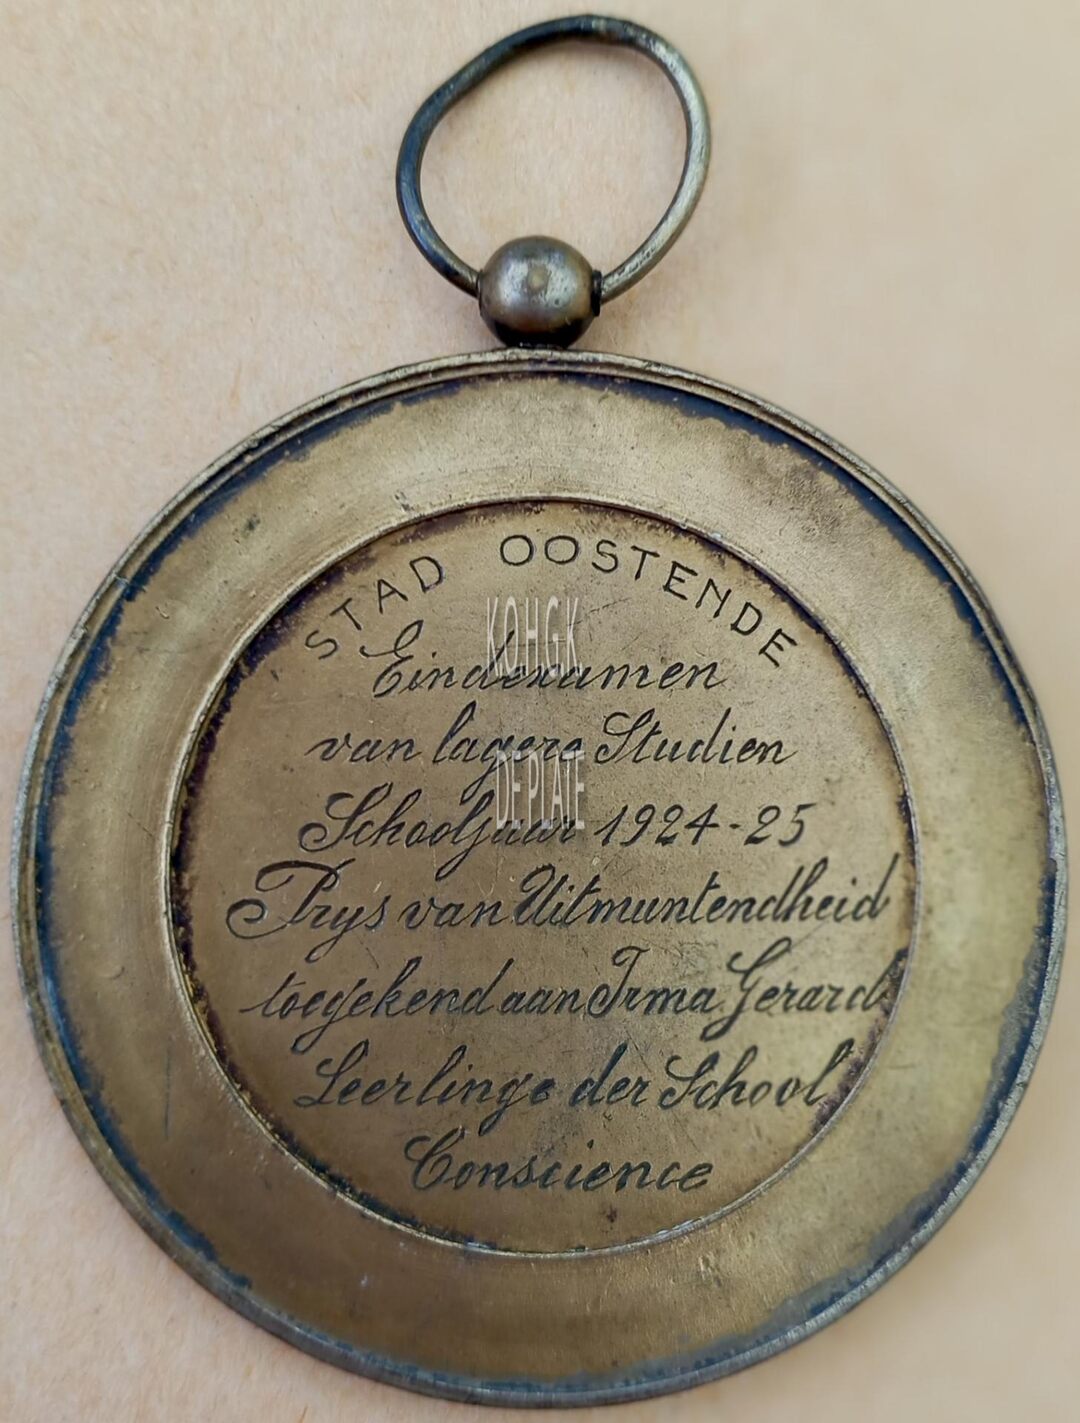 STAD OOSTENDE
Eindexamen
van lagere Studien
Schooljaar 1924-25
Prys van Uitmuntendheid
toegekend aan Irma Gerard
Leerlinge der School
Conscience
KOHGK
DE PLATE